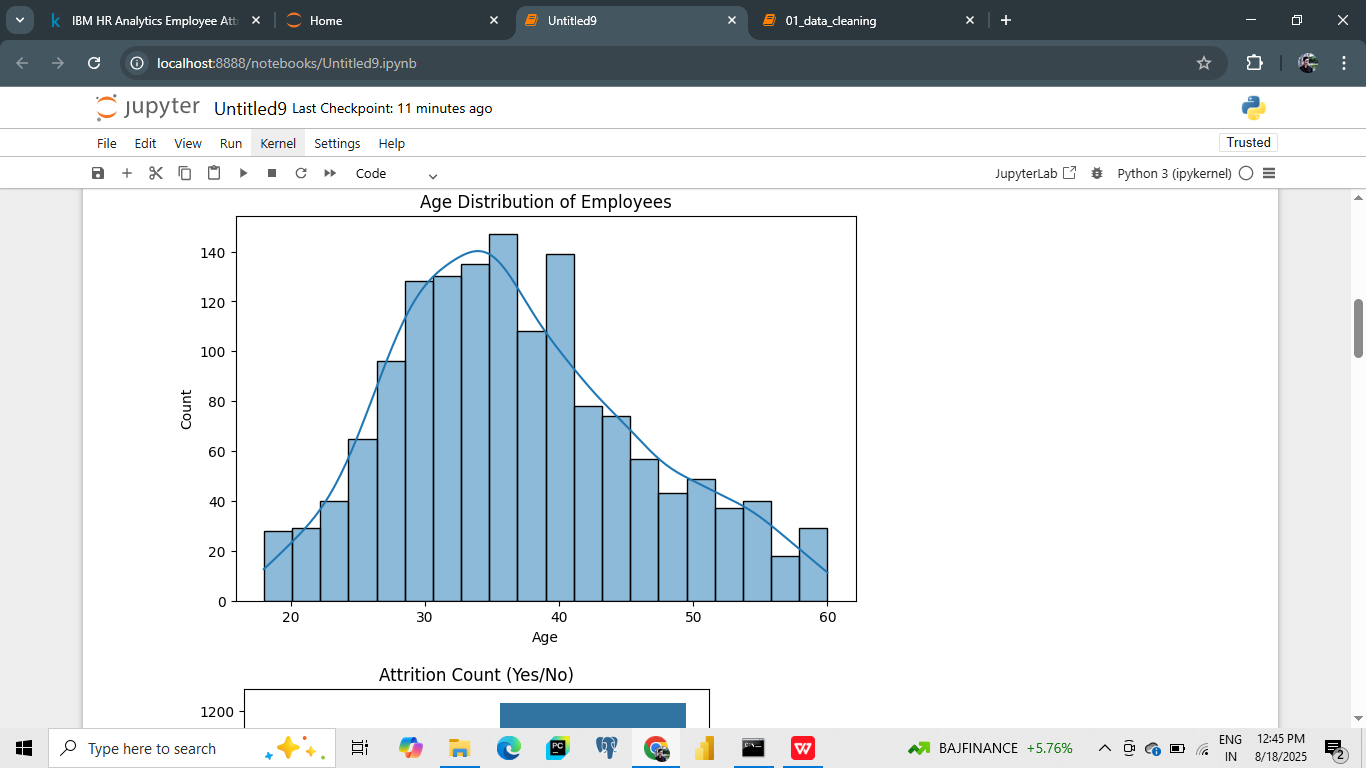 IBM HR Analytics Employee Att
Home
Untitled9
01_data_cleaning
localhost:8888/notebooks/Untitled9.ipynb
jupyter Untitled9 Last Checkpoint: 11 minutes ago
File Edit View Run Kernel Settings Help
Trusted
Code
JupyterLab
Python 3 (ipykernel)
Age Distribution of Employees
140
120
100
80
60
40
20
0
Count
20 30 40 50 60
Age
Attrition Count (Yes/No)
1200
Type here to search
BAJFINANCE +5.76%
ENG
IN
12:45 PM
8/18/2025
2